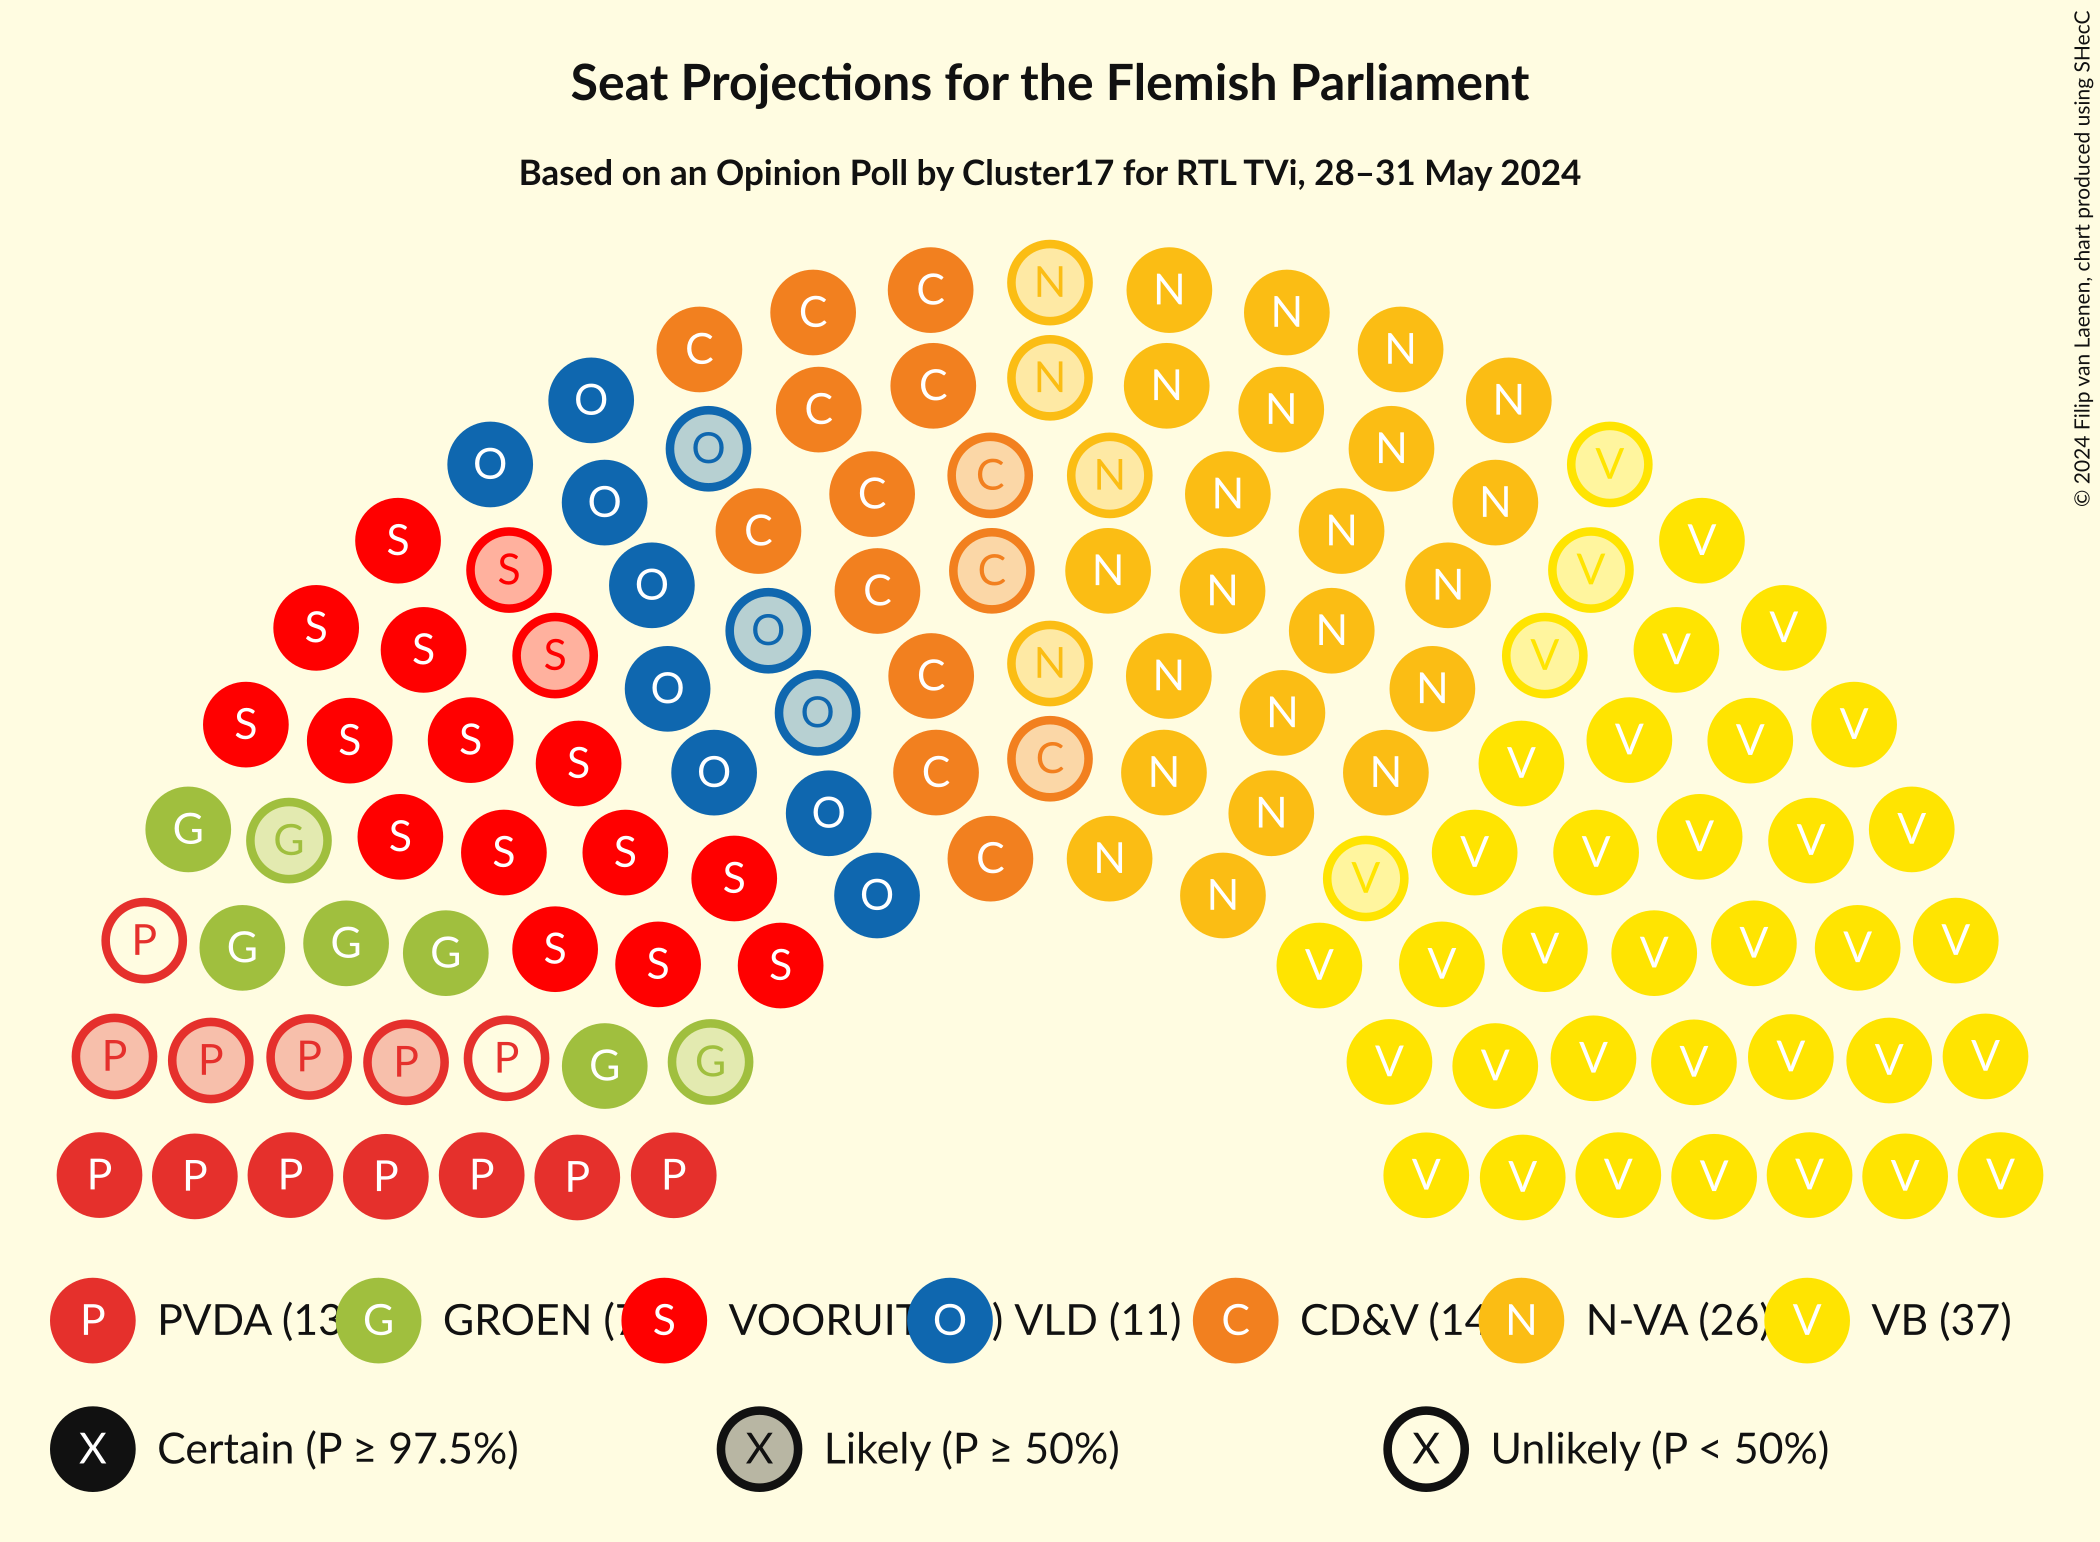 Seat Projections for the Flemish Parliament
Based on an Opinion Poll by Cluster17 for RTL TVi, 28–31 May 2024
© 2024 Filip van Laenen, chart produced using SHecC
N
C N
C N
C N
C N
C N
C N
O N
O N
C N
O V
C N
O N
S V
S V
O N
C N
S V
S V
O N
C N
P PVDA (13 G GROEN (7 S VOORUIT O ) VLD (11) C CD&V (14 N N-VA (26) V VB (37)
X Certain (P ≥ 97.5%) X Likely (P ≥ 50%) X Unlikely (P < 50%)